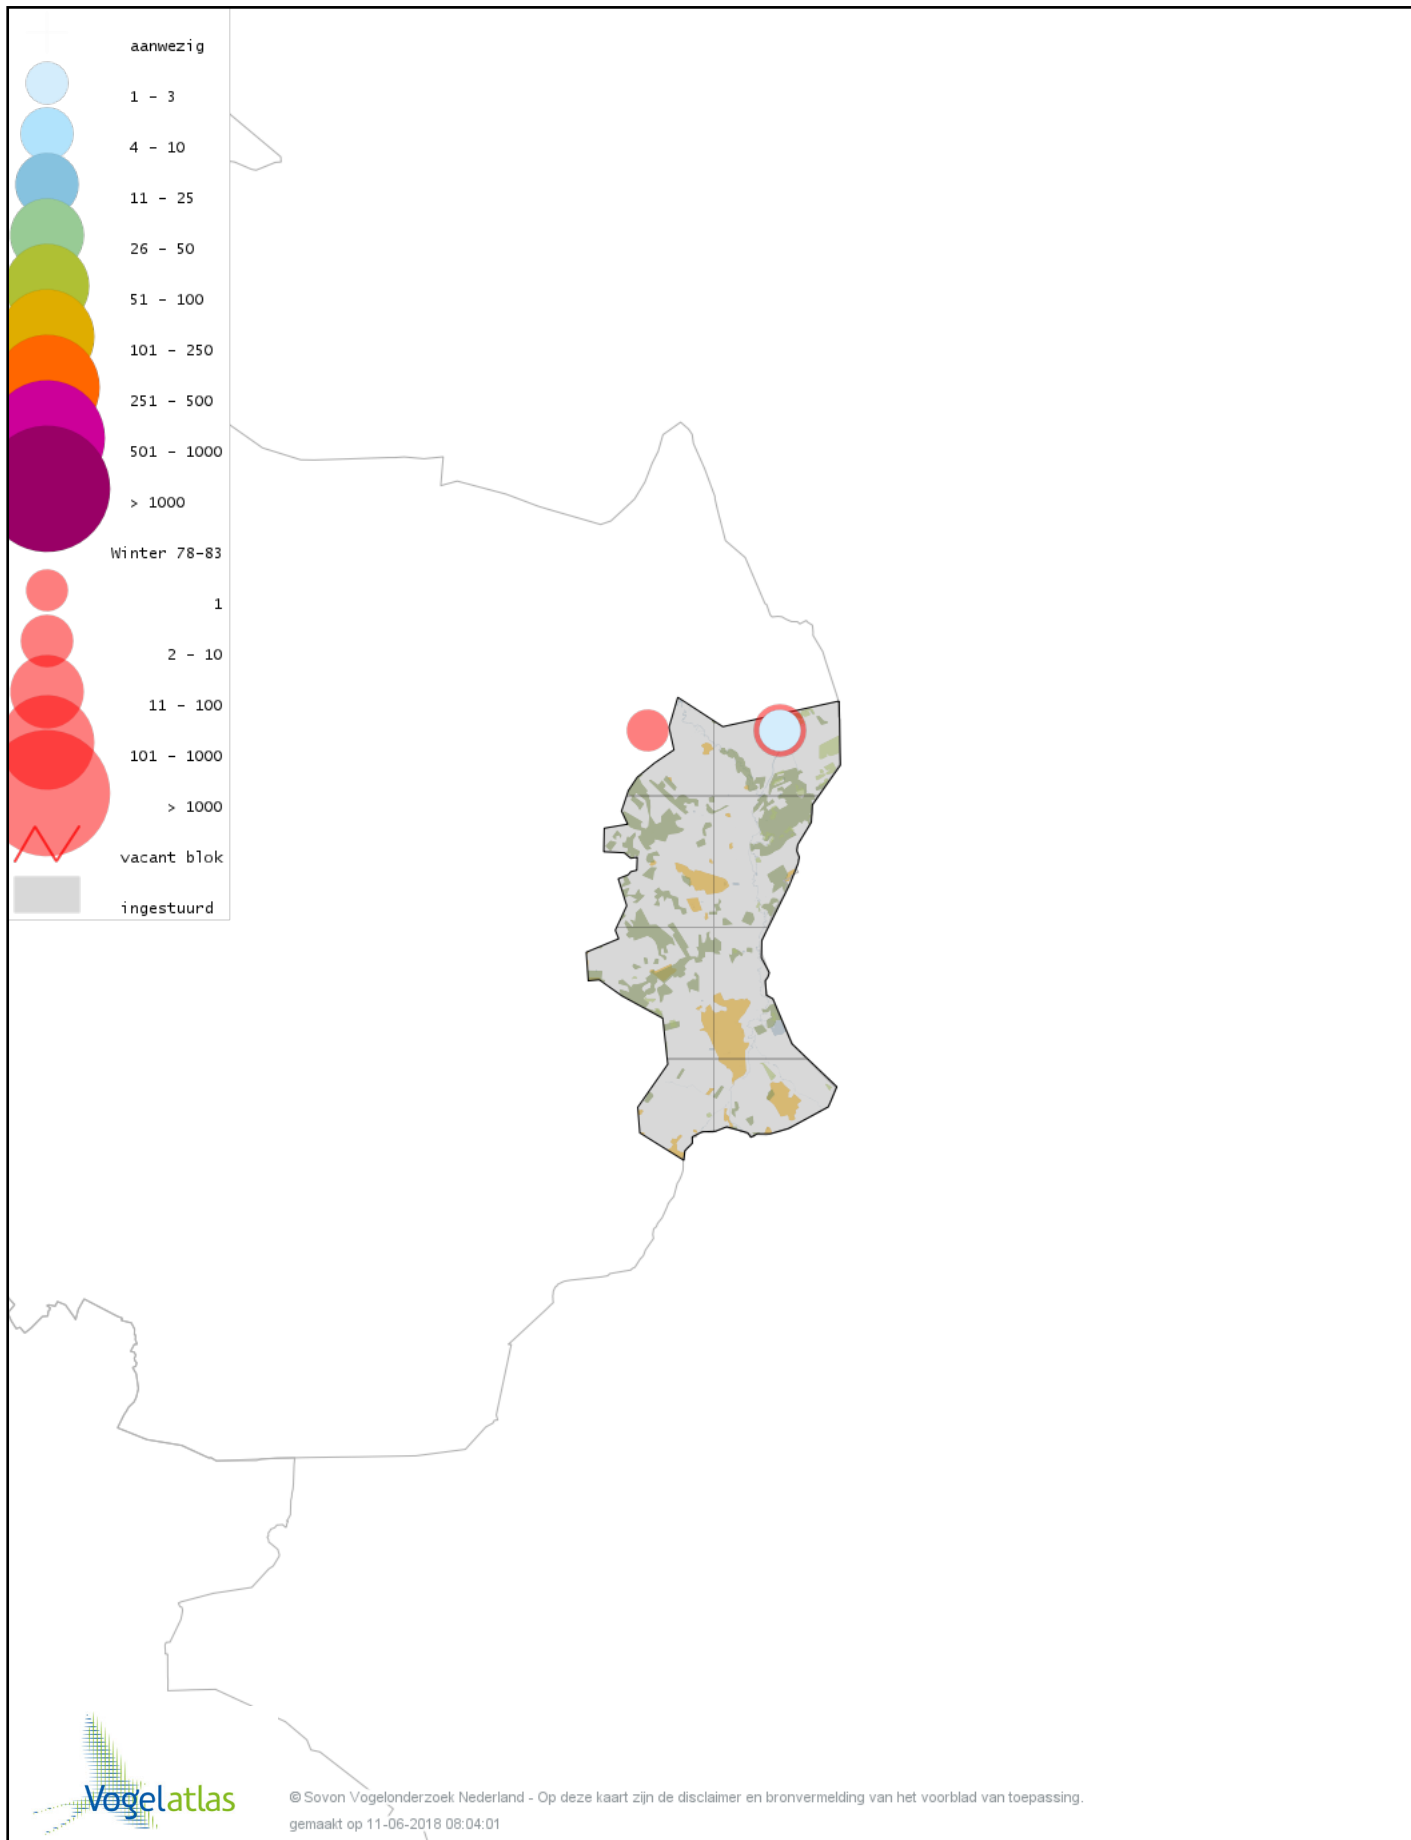 aanwezig
1 - 3
4 - 10
11 - 25
26 - 50
51 - 100
101 - 250
251 - 500
501 - 1000
> 1000
Winter 78-83
1
2 - 10
11 - 100
101 - 1000
> 1000
vacant blok
ingestuurd
Vogelatlas
© Sovon Vogelonderzoek Nederland - Op deze kaart zijn de disclaimer en bronvermelding van het voorblad van toepassing.
gemaakt op 11-06-2018 08:04:01